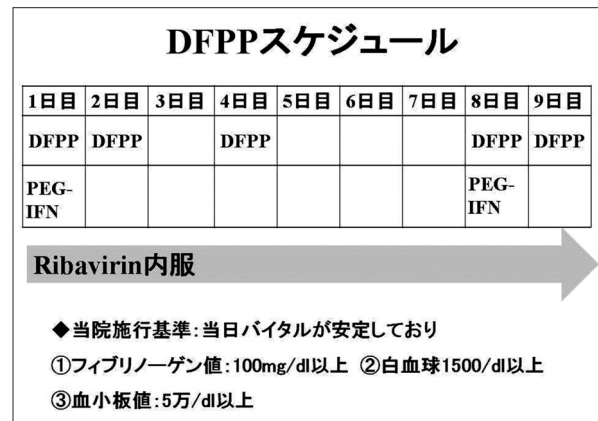 DFPPスケジュール
1日目 2日目 3日目 4日目 5日目 6日目 7日目 8日目 9日目
DFPP DFPP DFPP DFPP DFPP
PEG-IFN PEG-IFN
Ribavirin内服
◆当院施行基準:当日バイタルが安定しており
①フィブリノーゲン値:100mg/dl以上 ②白血球1500/dl以上
③血小板値:5万/dl以上